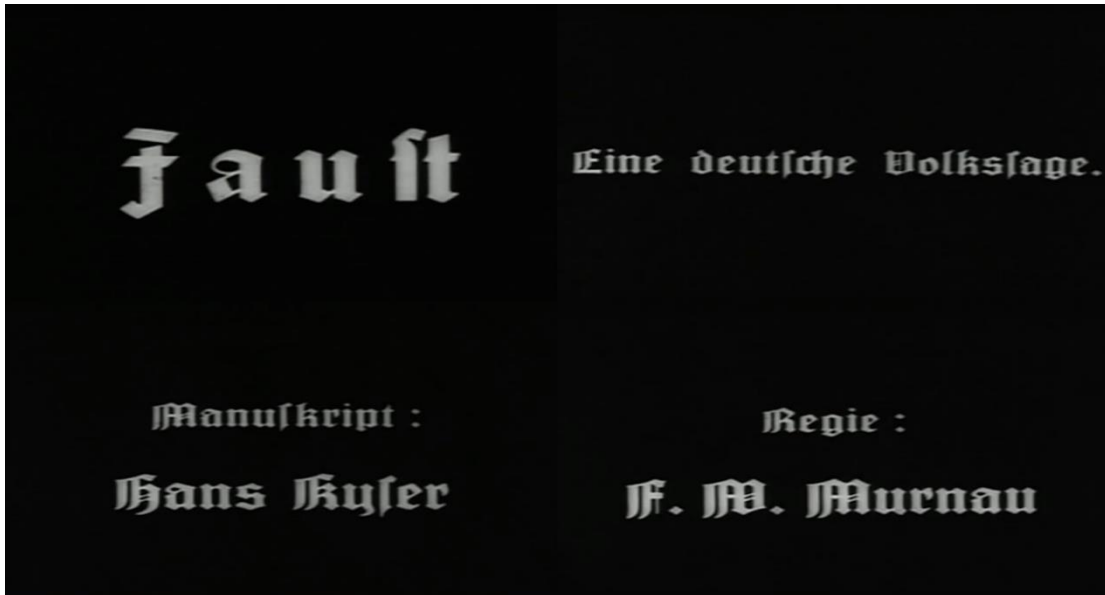 Fauſt
Eine deutſche Volksſage.
Manuſkript :
Hans Kyſer
Regie :
F. W. Murnau